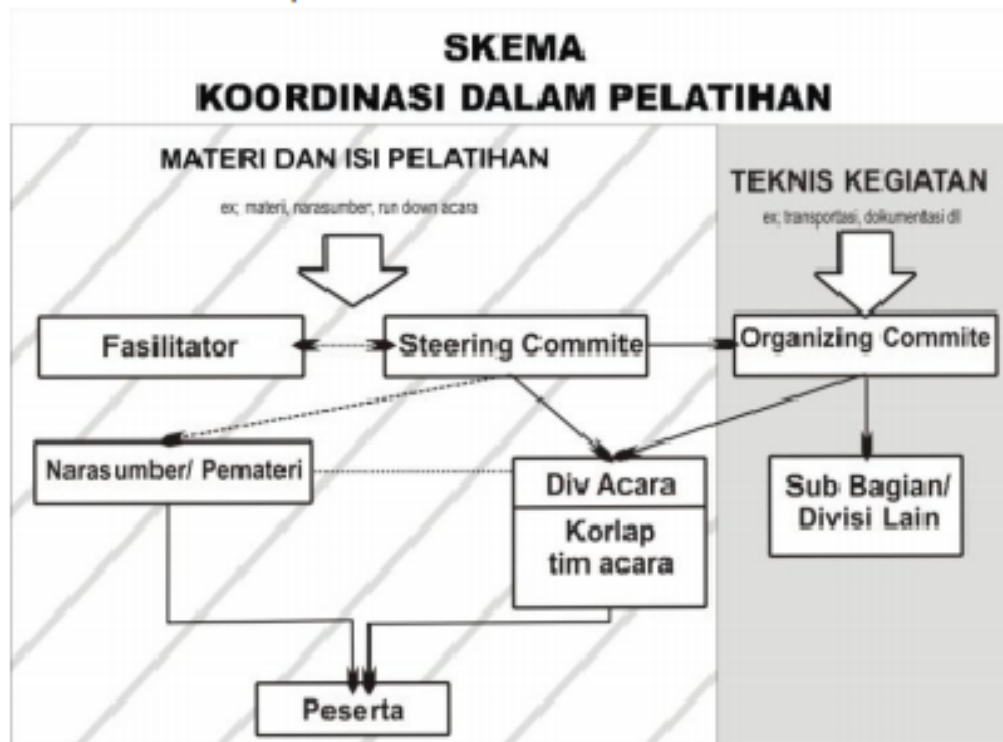 SKEMA
KOORDINASI DALAM PELATIHAN
MATERI DAN ISI PELATIHAN
ex; materi, narasumber, run down acara
TEKNIS KEGIATAN
ex; transportasi, dokumentasi dll
Fasilitator
Steering Commite
Organizing Commite
Narasumber/ Pemateri
Div Acara
Korlap
tim acara
Sub Bagian/
Divisi Lain
Peserta